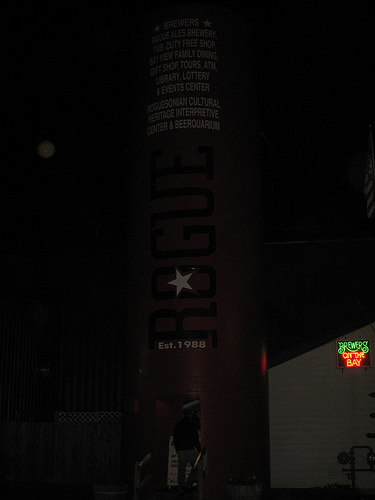 ★ BREWERS ★
ROGUE ALES BREWERY,
PUB, DUTY FREE SHOP,
BAY VIEW FAMILY DINING,
GIFT SHOP, TOURS, ATM,
LIBRARY, LOTTERY
& EVENTS CENTER
ROGUESONIAN CULTURAL
HERITAGE INTERPRETIVE
CENTER & BEERQUARIUM
ROGUE
Est.1988
BREWERS
ON THE
BAY